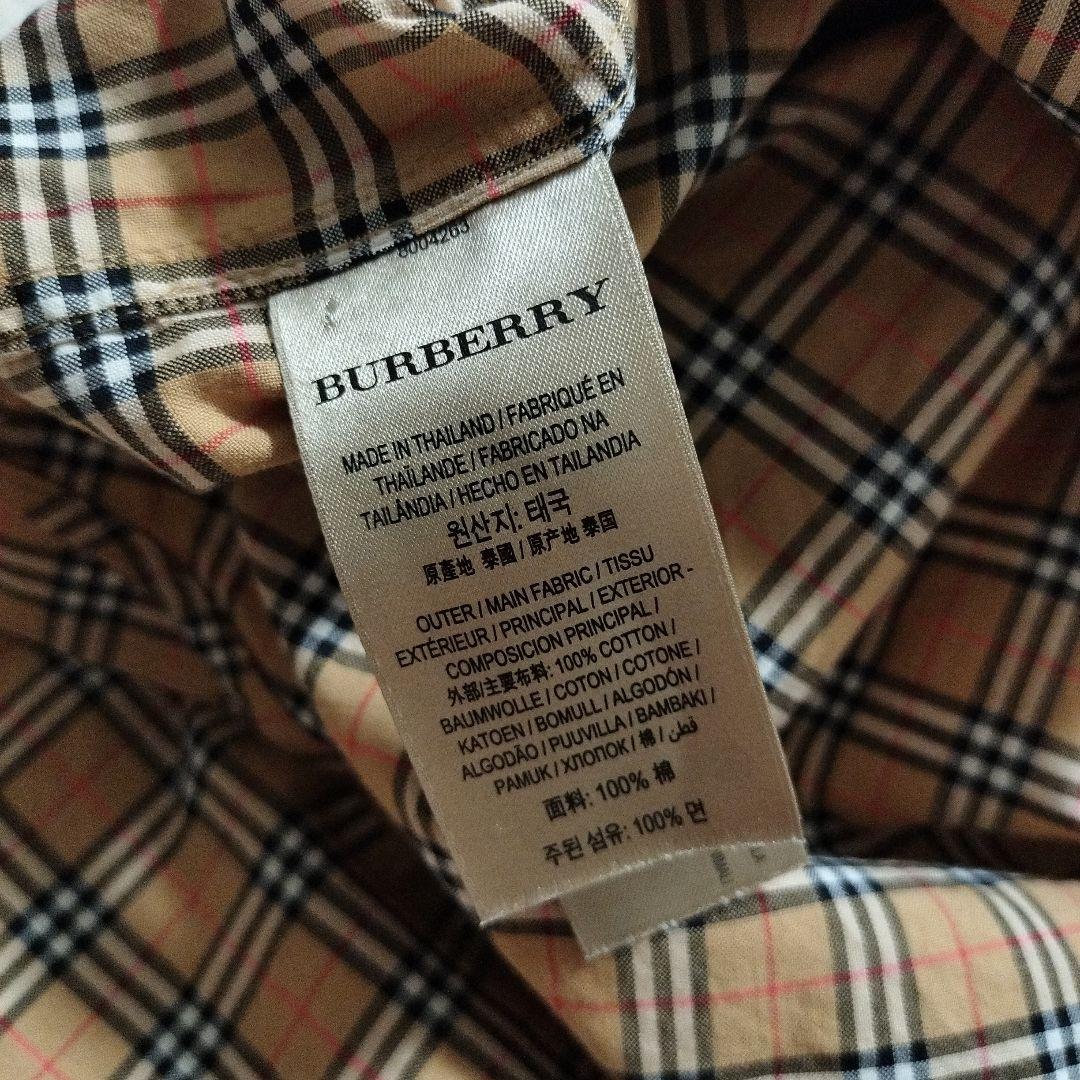 8004263
BURBERRY
MADE IN THAILAND / FABRIQUÉ EN
THAÏLANDE / FABRICADO NA
TAILÂNDIA / HECHO EN TAILANDIA
원산지: 태국
原產地 泰國 / 原产地 泰国
OUTER / MAIN FABRIC / TISSU
EXTÉRIEUR / PRINCIPAL / EXTERIOR -
COMPOSICION PRINCIPAL /
外部/主要布料: 100% COTTON /
BAUMWOLLE / COTON / COTONE /
KATOEN / BOMULL / ALGODÓN /
ALGODÃO / PUUVILLA / BAMBAKI /
PAMUK / ХЛОПОК / 棉 / قطن
面料: 100% 棉
주된 섬유: 100% 면